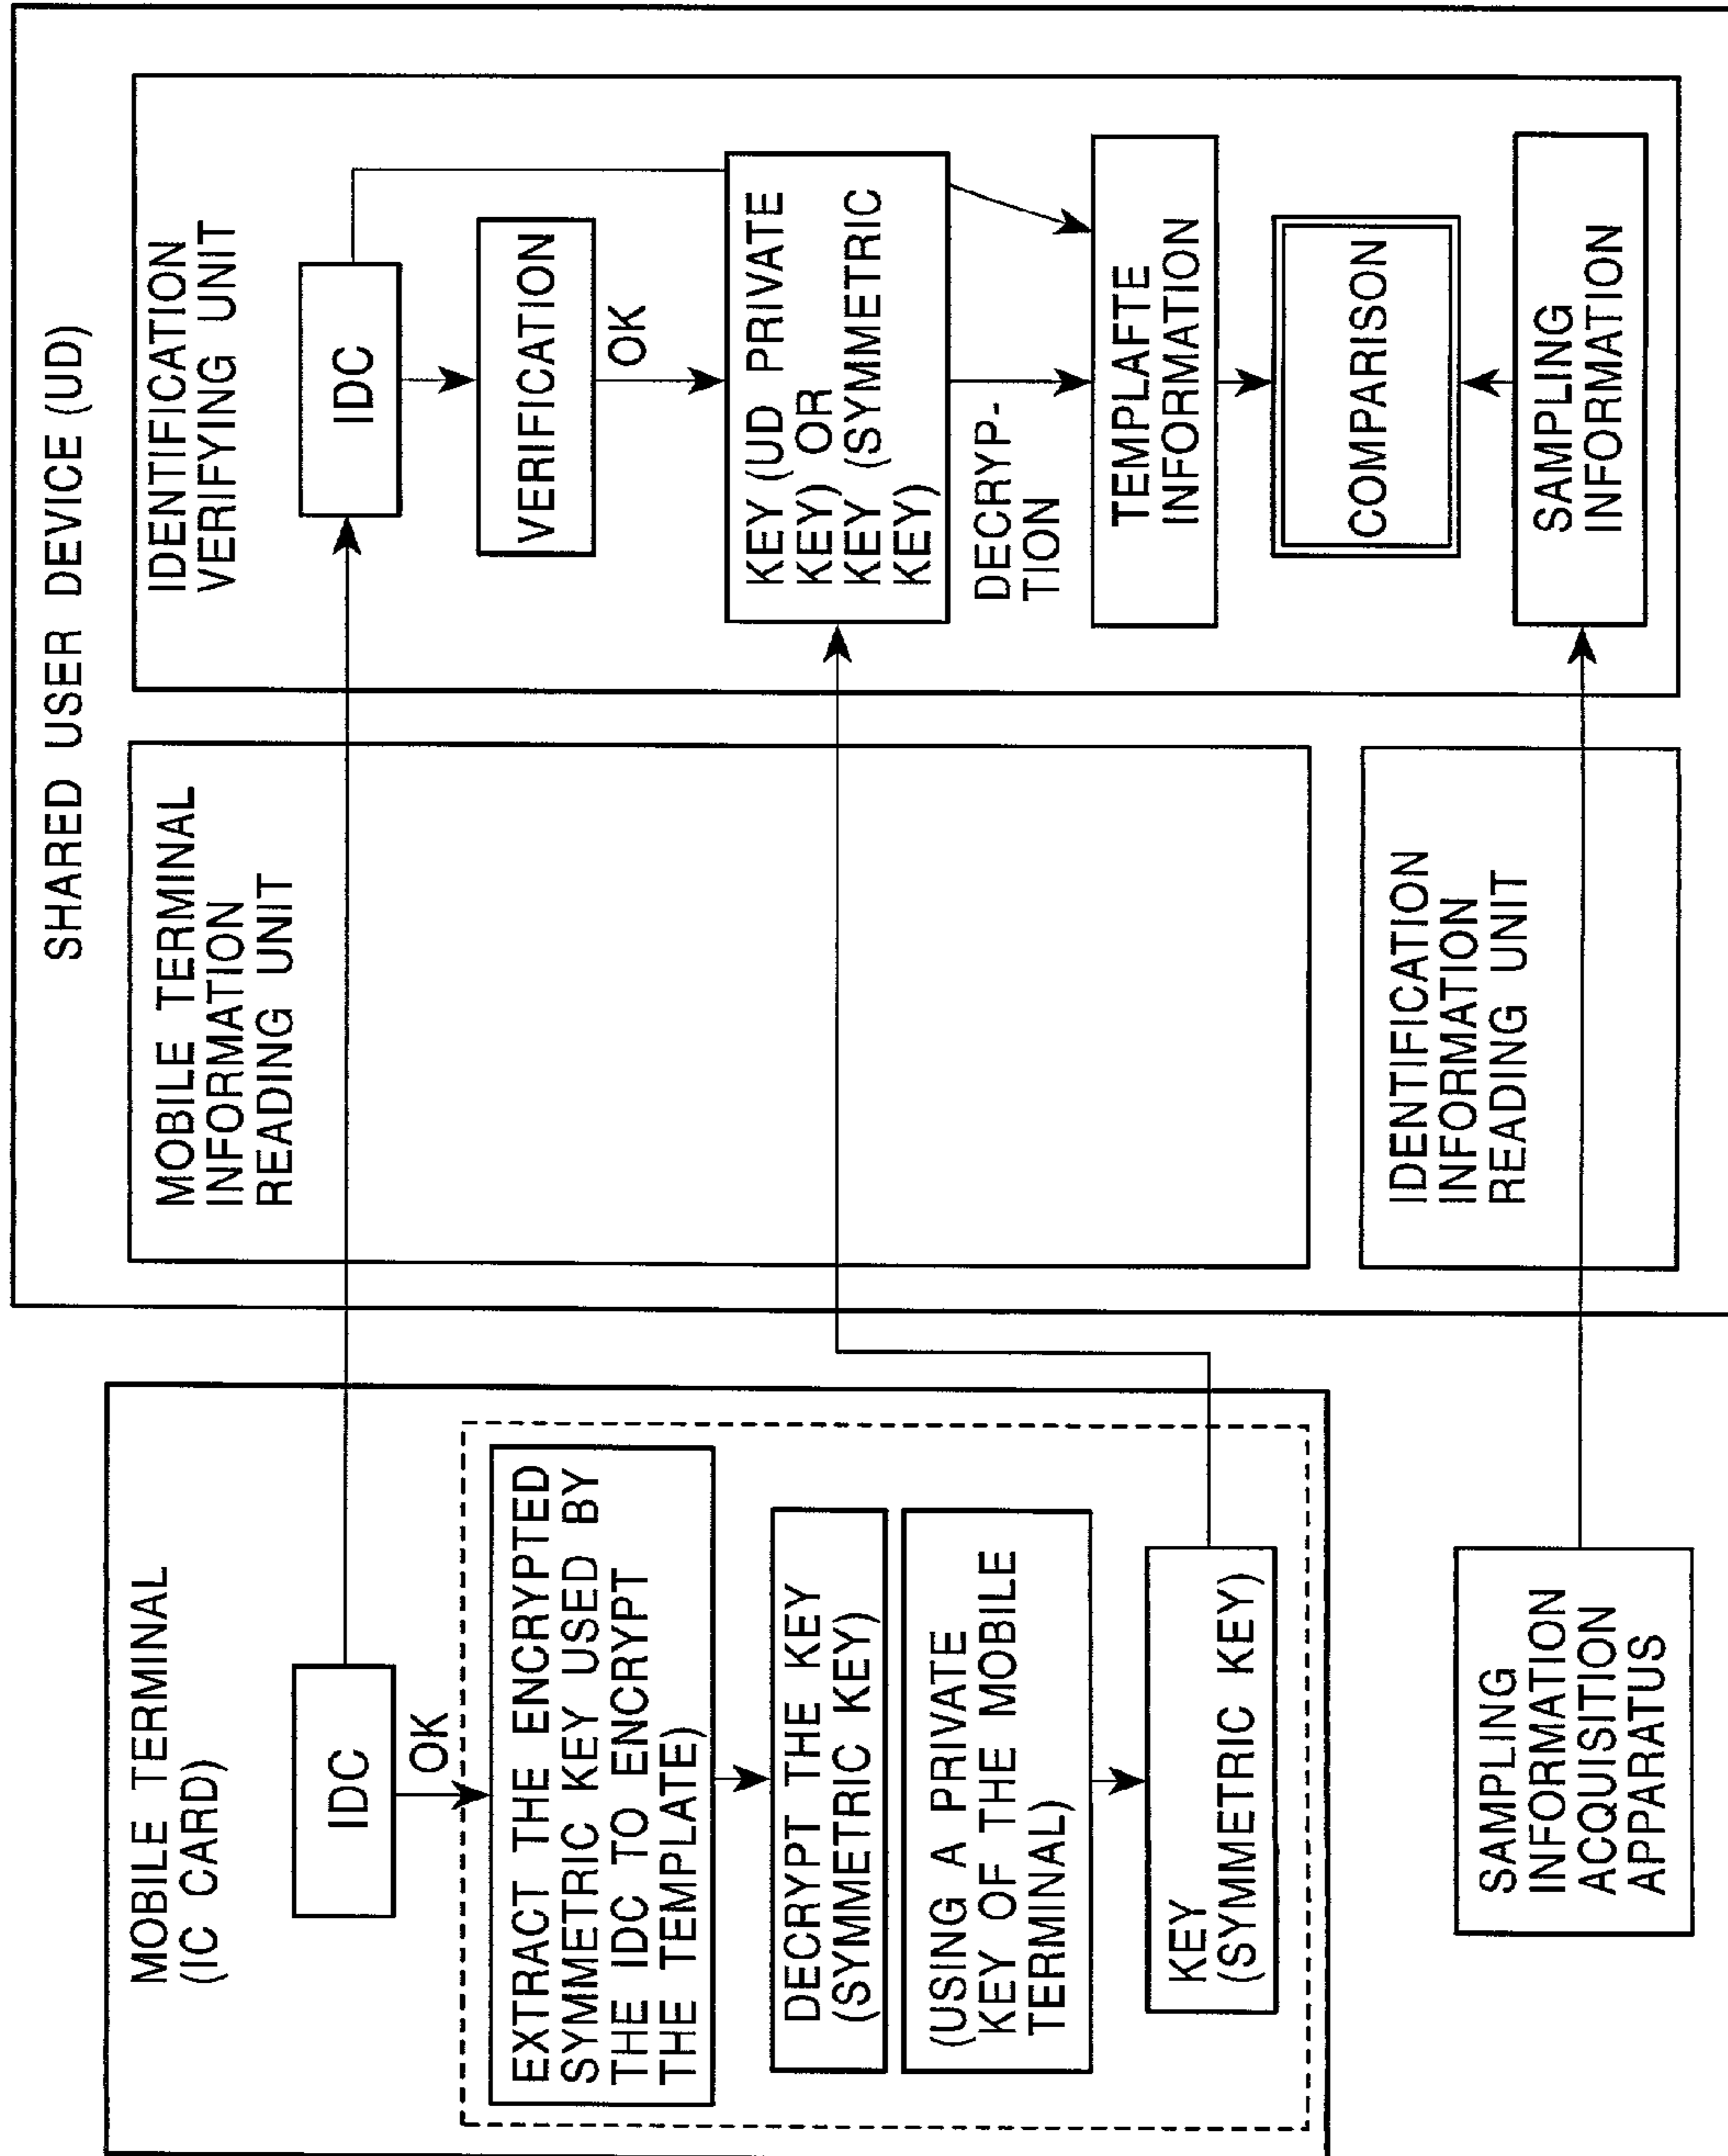 SHARED USER DEVICE (UD)
MOBILE TERMINAL
(IC CARD)
IDC
OK
EXTRACT THE ENCRYPTED
SYMMETRIC KEY USED BY
THE IDC TO ENCRYPT
THE TEMPLATE)
DECRYPT THE KEY
(SYMMETRIC KEY)
(USING A PRIVATE
KEY OF THE MOBILE
TERMINAL)
KEY
(SYMMETRIC KEY)
SAMPLING
INFORMATION
ACQUISITION
APPARATUS
MOBILE TERMINAL
INFORMATION
READING UNIT
IDENTIFICATION
INFORMATION
READING UNIT
IDENTIFICATION
VERIFYING UNIT
IDC
VERIFICATION
OK
KEY (UD PRIVATE
KEY) OR
KEY (SYMMETRIC
KEY)
DECRYP-
TION
TEMPLAFTE
INFORMATION
COMPARISON
SAMPLING
INFORMATION